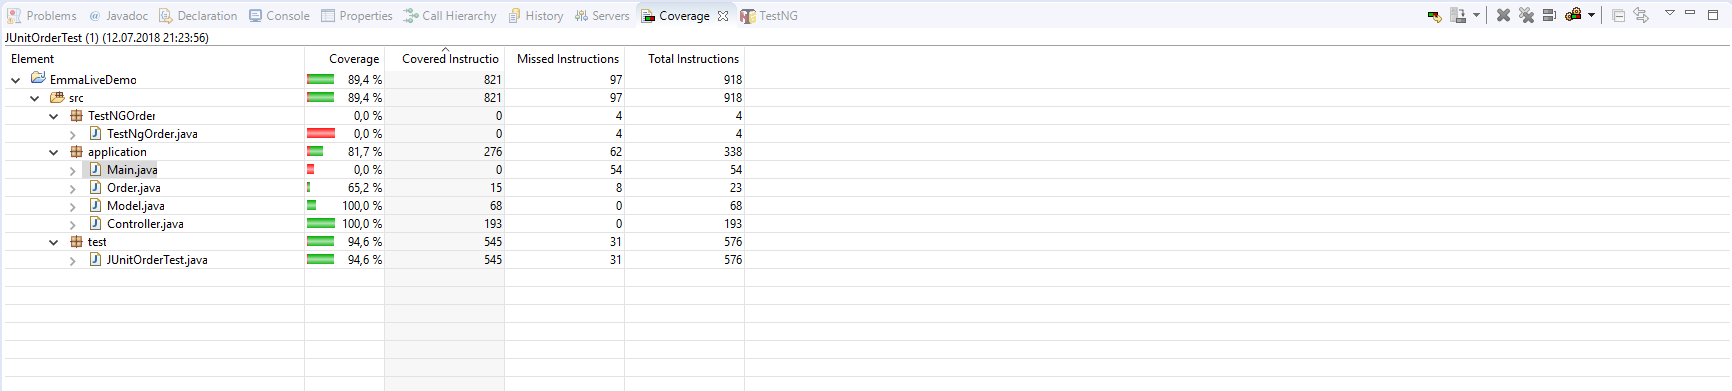 Problems @ Javadoc Declaration Console Properties Call Hierarchy History Servers Coverage TestNG
JUnitOrderTest (1) (12.07.2018 21:23:56)
Element Coverage Covered Instructio Missed Instructions Total Instructions
EmmaLiveDemo 89,4 % 821 97 918
src 89,4 % 821 97 918
TestNGOrder 0,0 % 0 4 4
TestNgOrder.java 0,0 % 0 4 4
application 81,7 % 276 62 338
Main.java 0,0 % 0 54 54
Order.java 65,2 % 15 8 23
Model.java 100,0 % 68 0 68
Controller.java 100,0 % 193 0 193
test 94,6 % 545 31 576
JUnitOrderTest.java 94,6 % 545 31 576